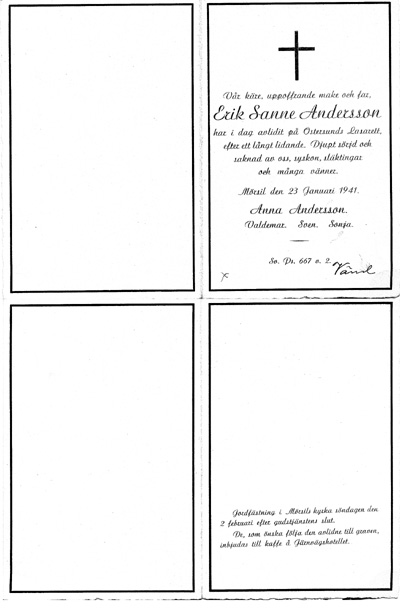 Vår käre, uppoffrande make och far,
Erik Sanne Andersson
har i dag avlidit på Östersunds Lasarett,
efter ett långt lidande. Djupt sörjd och
saknad av oss, syskon, släktingar
och många vänner.
Mörsil den 23 Januari 1941.
Anna Andersson.
Valdemar. Sven. Sonja.
Sv. Ps. 667 v. 2.
x
Jordfästning i Mörsils kyrka söndagen den
2 februari efter gudstjänstens slut.
De, som önska följa den avlidne till graven,
inbjudas till kaffe å Järnvägshotellet.